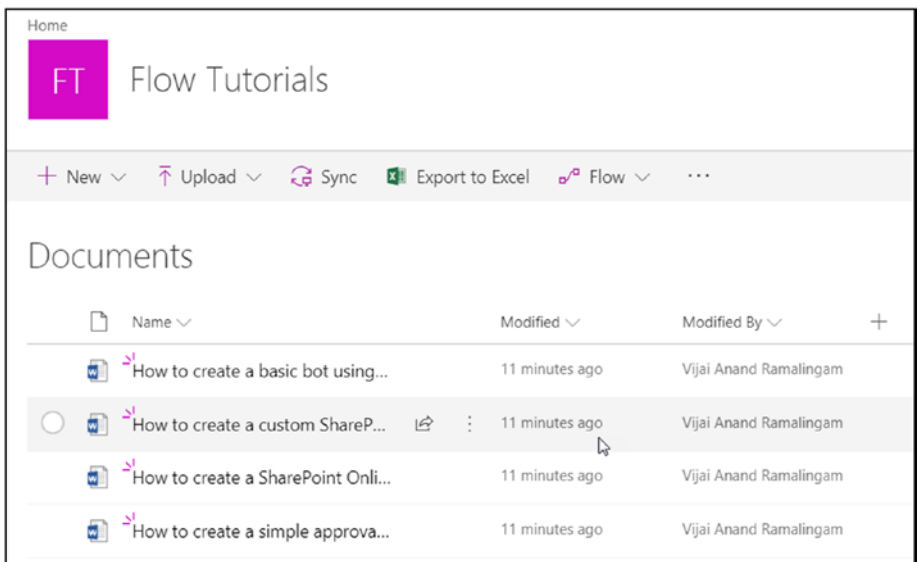 Home
FT Flow Tutorials
New Upload Sync Export to Excel Flow ...
Documents
Name Modified Modified By
How to create a basic bot using... 11 minutes ago Vijai Anand Ramalingam
How to create a custom ShareP... 11 minutes ago Vijai Anand Ramalingam
How to create a SharePoint Onli... 11 minutes ago Vijai Anand Ramalingam
How to create a simple approva... 11 minutes ago Vijai Anand Ramalingam